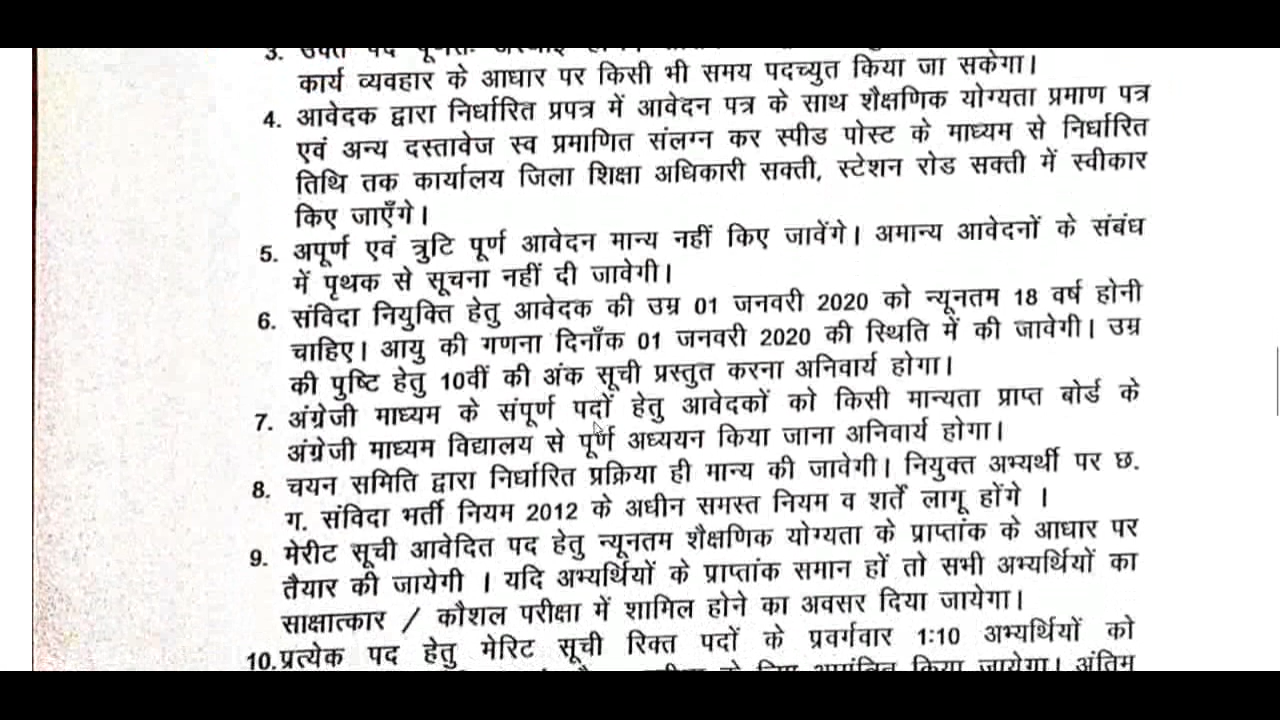 3. उक्त पद पूर्णतः
कार्य व्यवहार के आधार पर किसी भी समय पदच्युत किया जा सकेगा।
4. आवेदक द्वारा निर्धारित प्रपत्र में आवेदन पत्र के साथ शैक्षणिक योग्यता प्रमाण पत्र
एवं अन्य दस्तावेज स्व प्रमाणित संलग्न कर स्पीड पोस्ट के माध्यम से निर्धारित
तिथि तक कार्यालय जिला शिक्षा अधिकारी सक्ती, स्टेशन रोड सक्ती में स्वीकार
किए जाएँगे।
5. अपूर्ण एवं त्रुटि पूर्ण आवेदन मान्य नहीं किए जावेंगे। अमान्य आवेदनों के संबंध
में पृथक से सूचना नहीं दी जावेगी।
6. संविदा नियुक्ति हेतु आवेदक की उम्र 01 जनवरी 2020 को न्यूनतम 18 वर्ष होनी
चाहिए। आयु की गणना दिनाँक 01 जनवरी 2020 की स्थिति में की जावेगी। उम्र
की पुष्टि हेतु 10वीं की अंक सूची प्रस्तुत करना अनिवार्य होगा।
7. अंग्रेजी माध्यम के संपूर्ण पदों हेतु आवेदकों को किसी मान्यता प्राप्त बोर्ड के
अंग्रेजी माध्यम विद्यालय से पूर्ण अध्ययन किया जाना अनिवार्य होगा।
8. चयन समिति द्वारा निर्धारित प्रक्रिया ही मान्य की जावेगी। नियुक्त अभ्यर्थी पर छ.
ग. संविदा भर्ती नियम 2012 के अधीन समस्त नियम व शर्तें लागू होंगे ।
9. मेरीट सूची आवेदित पद हेतु न्यूनतम शैक्षणिक योग्यता के प्राप्तांक के आधार पर
तैयार की जायेगी । यदि अभ्यर्थियों के प्राप्तांक समान हों तो सभी अभ्यर्थियों का
साक्षात्कार / कौशल परीक्षा में शामिल होने का अवसर दिया जायेगा।
10. प्रत्येक पद हेतु मेरिट सूची रिक्त पदों के प्रवर्गवार 1:10 अभ्यर्थियों को
के लिए आमंत्रित किया जायेगा। अंतिम